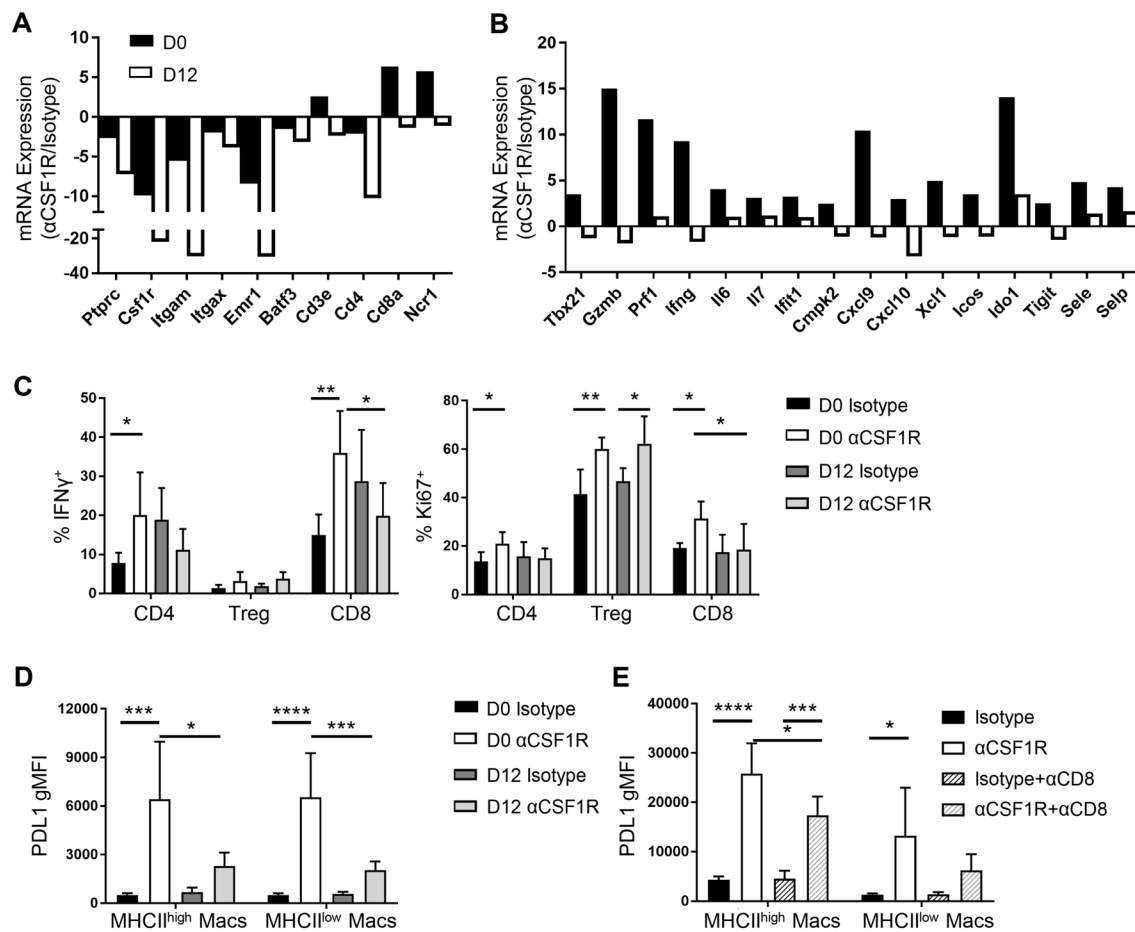 A
mRNA Expression
(αCSF1R/Isotype)
10
5
0
-5
-10
-20
-40
D0
D12
Ptprc
Csf1r
Itgam
Itgax
Emr1
Batf3
Cd3e
Cd4
Cd8a
Ncr1
B
mRNA Expression
(αCSF1R/Isotype)
20
15
10
5
0
-5
Tbx21
Gzmb
Prf1
Ifng
Il6
Il7
Ifit1
Cmpk2
Cxcl9
Cxcl10
Xcl1
Icos
Ido1
Tigit
Sele
Selp
C
% IFNγ+
50
40
30
20
10
0
*
**
*
CD4
Treg
CD8
% Ki67+
80
60
40
20
0
*
**
*
*
*
CD4
Treg
CD8
D0 Isotype
D0 αCSF1R
D12 Isotype
D12 αCSF1R
D
PDL1 gMFI
12000
9000
6000
3000
0
***
*
****
***
MHCIIhigh Macs
MHCIIlow Macs
D0 Isotype
D0 αCSF1R
D12 Isotype
D12 αCSF1R
E
PDL1 gMFI
40000
30000
20000
10000
0
****
***
*
*
MHCIIhigh Macs
MHCIIlow Macs
Isotype
αCSF1R
Isotype+αCD8
αCSF1R+αCD8